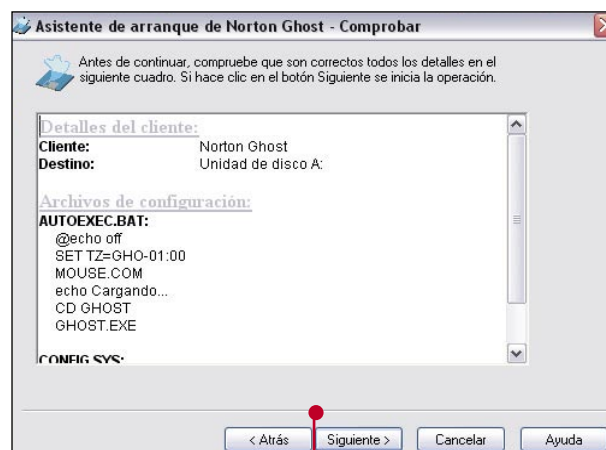 Asistente de arranque de Norton Ghost - Comprobar
Antes de continuar, compruebe que son correctos todos los detalles en el
siguiente cuadro. Si hace clic en el botón Siguiente se inicia la operación.
Detalles del cliente:
Cliente: Norton Ghost
Destino: Unidad de disco A:
Archivos de configuración:
AUTOEXEC.BAT:
@echo off
SET TZ=GHO-01:00
MOUSE.COM
echo Cargando...
CD GHOST
GHOST.EXE
CONFIG.SYS:
< Atrás Siguiente > Cancelar Ayuda